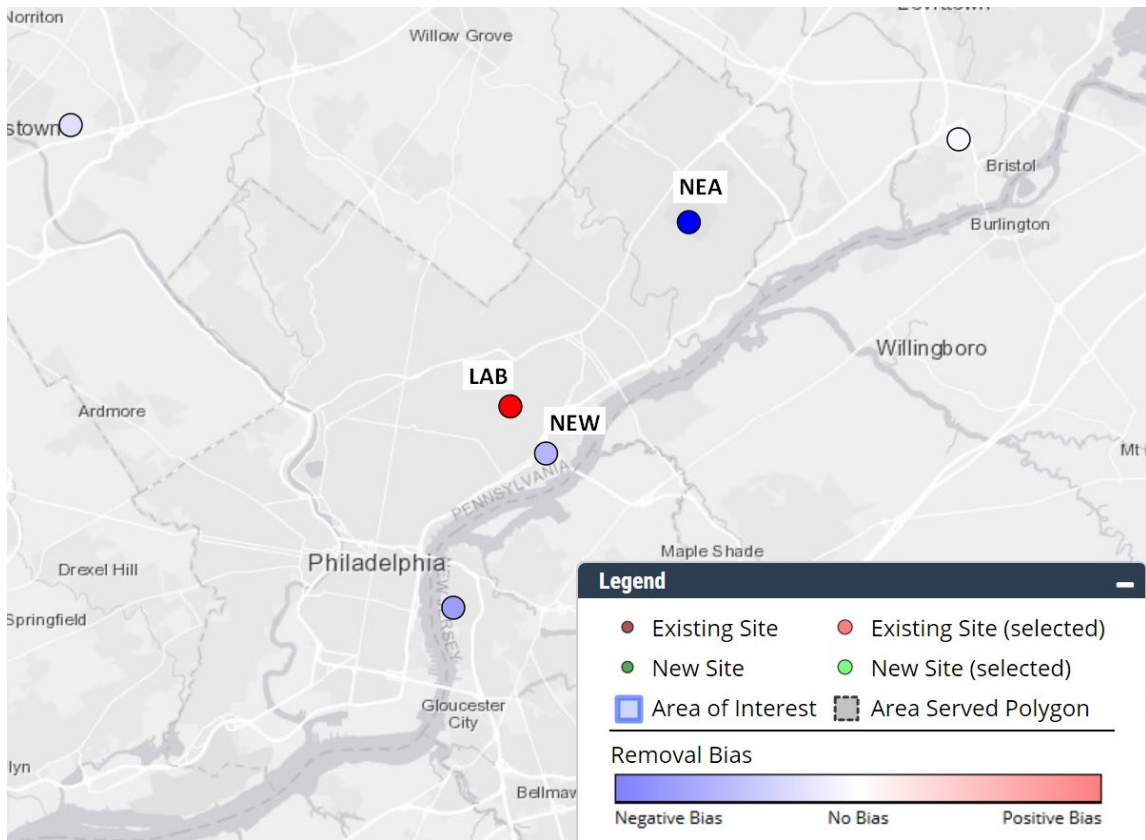 Norriton
Willow Grove
stown
Bristol
NEA
Burlington
Willingboro
LAB
Ardmore
NEW
PENNSYLVANIA
Philadelphia
Maple Shade
Drexel Hill
NEW JERSEY
Springfield
Gloucester
City
lyn
Bellmaw
Legend
Existing Site
Existing Site (selected)
New Site
New Site (selected)
Area of Interest
Area Served Polygon
Removal Bias
Negative Bias
No Bias
Positive Bias